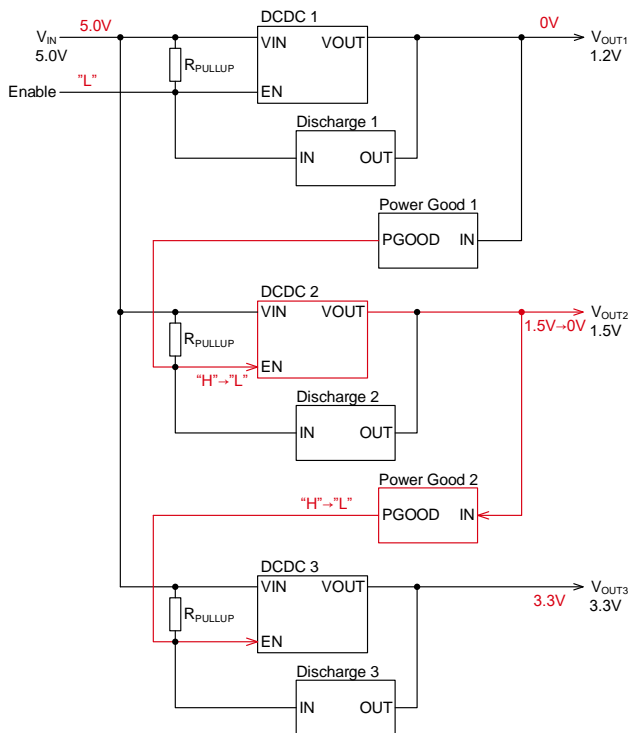 DCDC 1
5.0V
VIN
5.0V
VIN
VOUT
0V
VOUT1
1.2V
RPULLUP
Enable
"L"
EN
Discharge 1
IN
OUT
Power Good 1
PGOOD
IN
DCDC 2
VIN
VOUT
VOUT2
1.5V→0V
1.5V
RPULLUP
EN
"H"→"L"
Discharge 2
IN
OUT
Power Good 2
"H"→"L"
PGOOD
IN
DCDC 3
VIN
VOUT
VOUT3
3.3V
3.3V
RPULLUP
EN
Discharge 3
IN
OUT